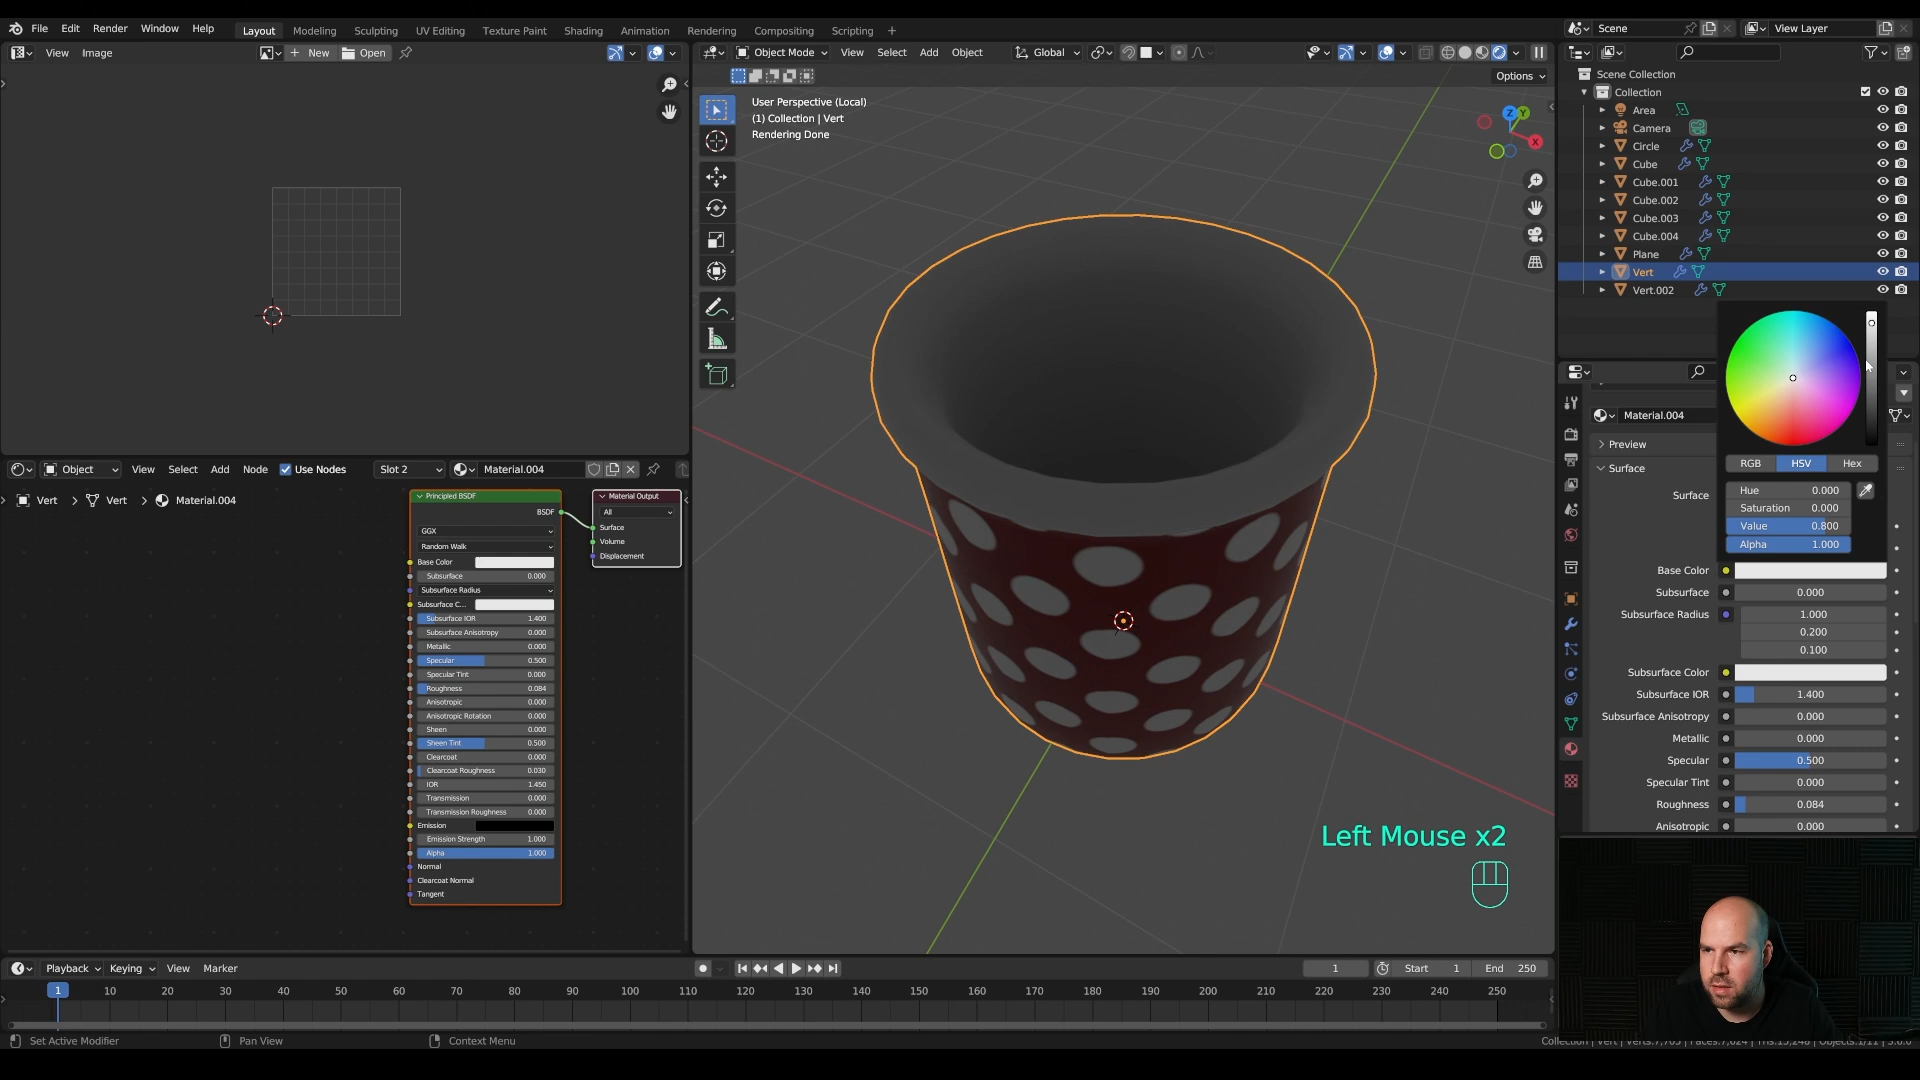 File Edit Render Window Help Layout Modeling Sculpting UV Editing Texture Paint Shading Animation Rendering Compositing Scripting + Scene View Layer
View Image + New Open
Object Mode View Select Add Object Global
Options
User Perspective (Local)
(1) Collection | Vert
Rendering Done
Z Y
X
Scene Collection
Collection
Area
Camera
Circle
Cube
Cube.001
Cube.002
Cube.003
Cube.004
Plane
Vert
Vert.002
RGB HSV Hex
Hue 0.000
Saturation 0.000
Value 0.800
Alpha 1.000
Material.004
Preview
Surface
Surface
Base Color
Subsurface 0.000
Subsurface Radius 1.000
0.200
0.100
Subsurface Color
Subsurface IOR 1.400
Subsurface Anisotropy 0.000
Metallic 0.000
Specular 0.500
Specular Tint 0.000
Roughness 0.084
Anisotropic 0.000
Object View Select Add Node Use Nodes Slot 2 Material.004
Vert > Vert > Material.004
Principled BSDF
BSDF
GGX
Random Walk
Base Color
Subsurface 0.000
Subsurface Radius
Subsurface C...
Subsurface IOR 1.400
Subsurface Anisotropy 0.000
Metallic 0.000
Specular 0.500
Specular Tint 0.000
Roughness 0.084
Anisotropic 0.000
Anisotropic Rotation 0.000
Sheen 0.000
Sheen Tint 0.500
Clearcoat 0.000
Clearcoat Roughness 0.030
IOR 1.450
Transmission 0.000
Transmission Roughness 0.000
Emission
Emission Strength 1.000
Alpha 1.000
Normal
Clearcoat Normal
Tangent
Material Output
All
Surface
Volume
Displacement
Left Mouse x2
Playback Keying View Marker 1 Start 1 End 250
1 10 20 30 40 50 60 70 80 90 100 110 120 130 140 150 160 170 180 190 200 210 220 230 240 250
Set Active Modifier Pan View Context Menu